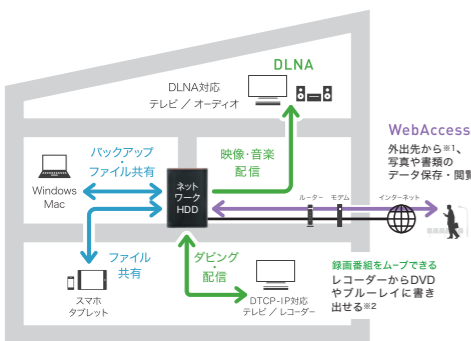 DLNA
DLNA対応
テレビ / オーディオ
WebAccess
外出先から※1、
写真や書類の
データ保存・閲覧
バックアップ・
ファイル共有
映像・音楽
配信
Windows
Mac
ネット
ワーク
HDD
ルーター
モデム
インターネット
ファイル
共有
ダビング・
配信
スマホ
タブレット
DTCP-IP対応
テレビ / レコーダー
録画番組をムーブできる
レコーダーからDVD
やブルーレイに書き
出せる※2